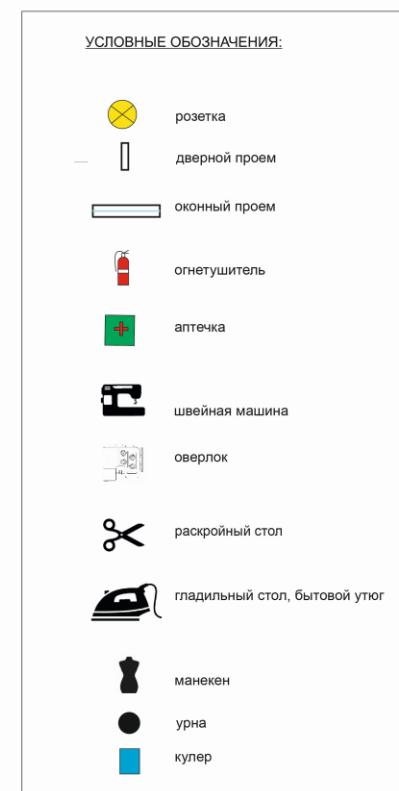 УСЛОВНЫЕ ОБОЗНАЧЕНИЯ:
розетка
дверной проем
оконный проем
огнетушитель
аптечка
швейная машина
оверлок
раскройный стол
гладильный стол, бытовой утюг
манекен
урна
кулер